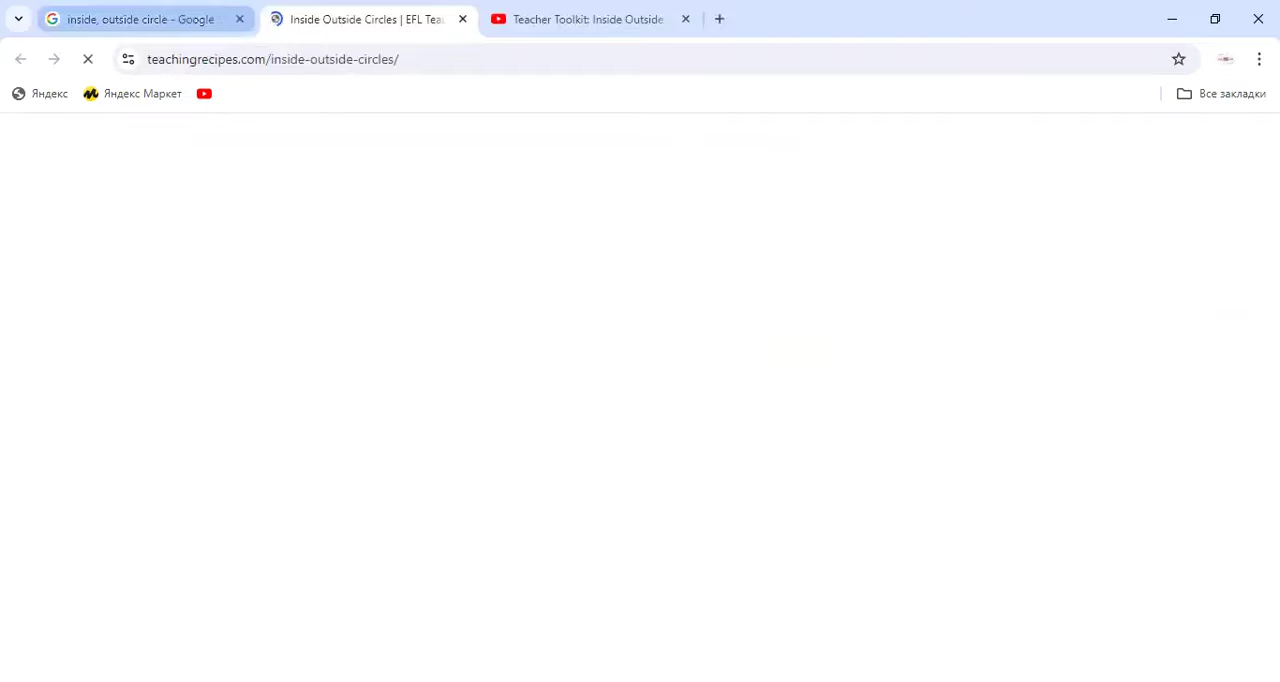 inside, outside circle - Google
Inside Outside Circles | EFL Tea
Teacher Toolkit: Inside Outside
teachingrecipes.com/inside-outside-circles/
Яндекс
Яндекс Маркет
Все закладки